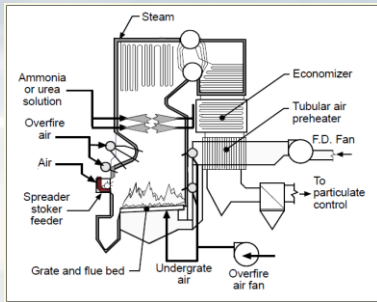 Steam
Ammonia
or urea
solution
Overfire
air
Air
Spreader
stoker
feeder
Grate and flue bed
Undergrate
air
Overfire
air fan
Economizer
Tubular air
preheater
F.D. Fan
To
particulate
control